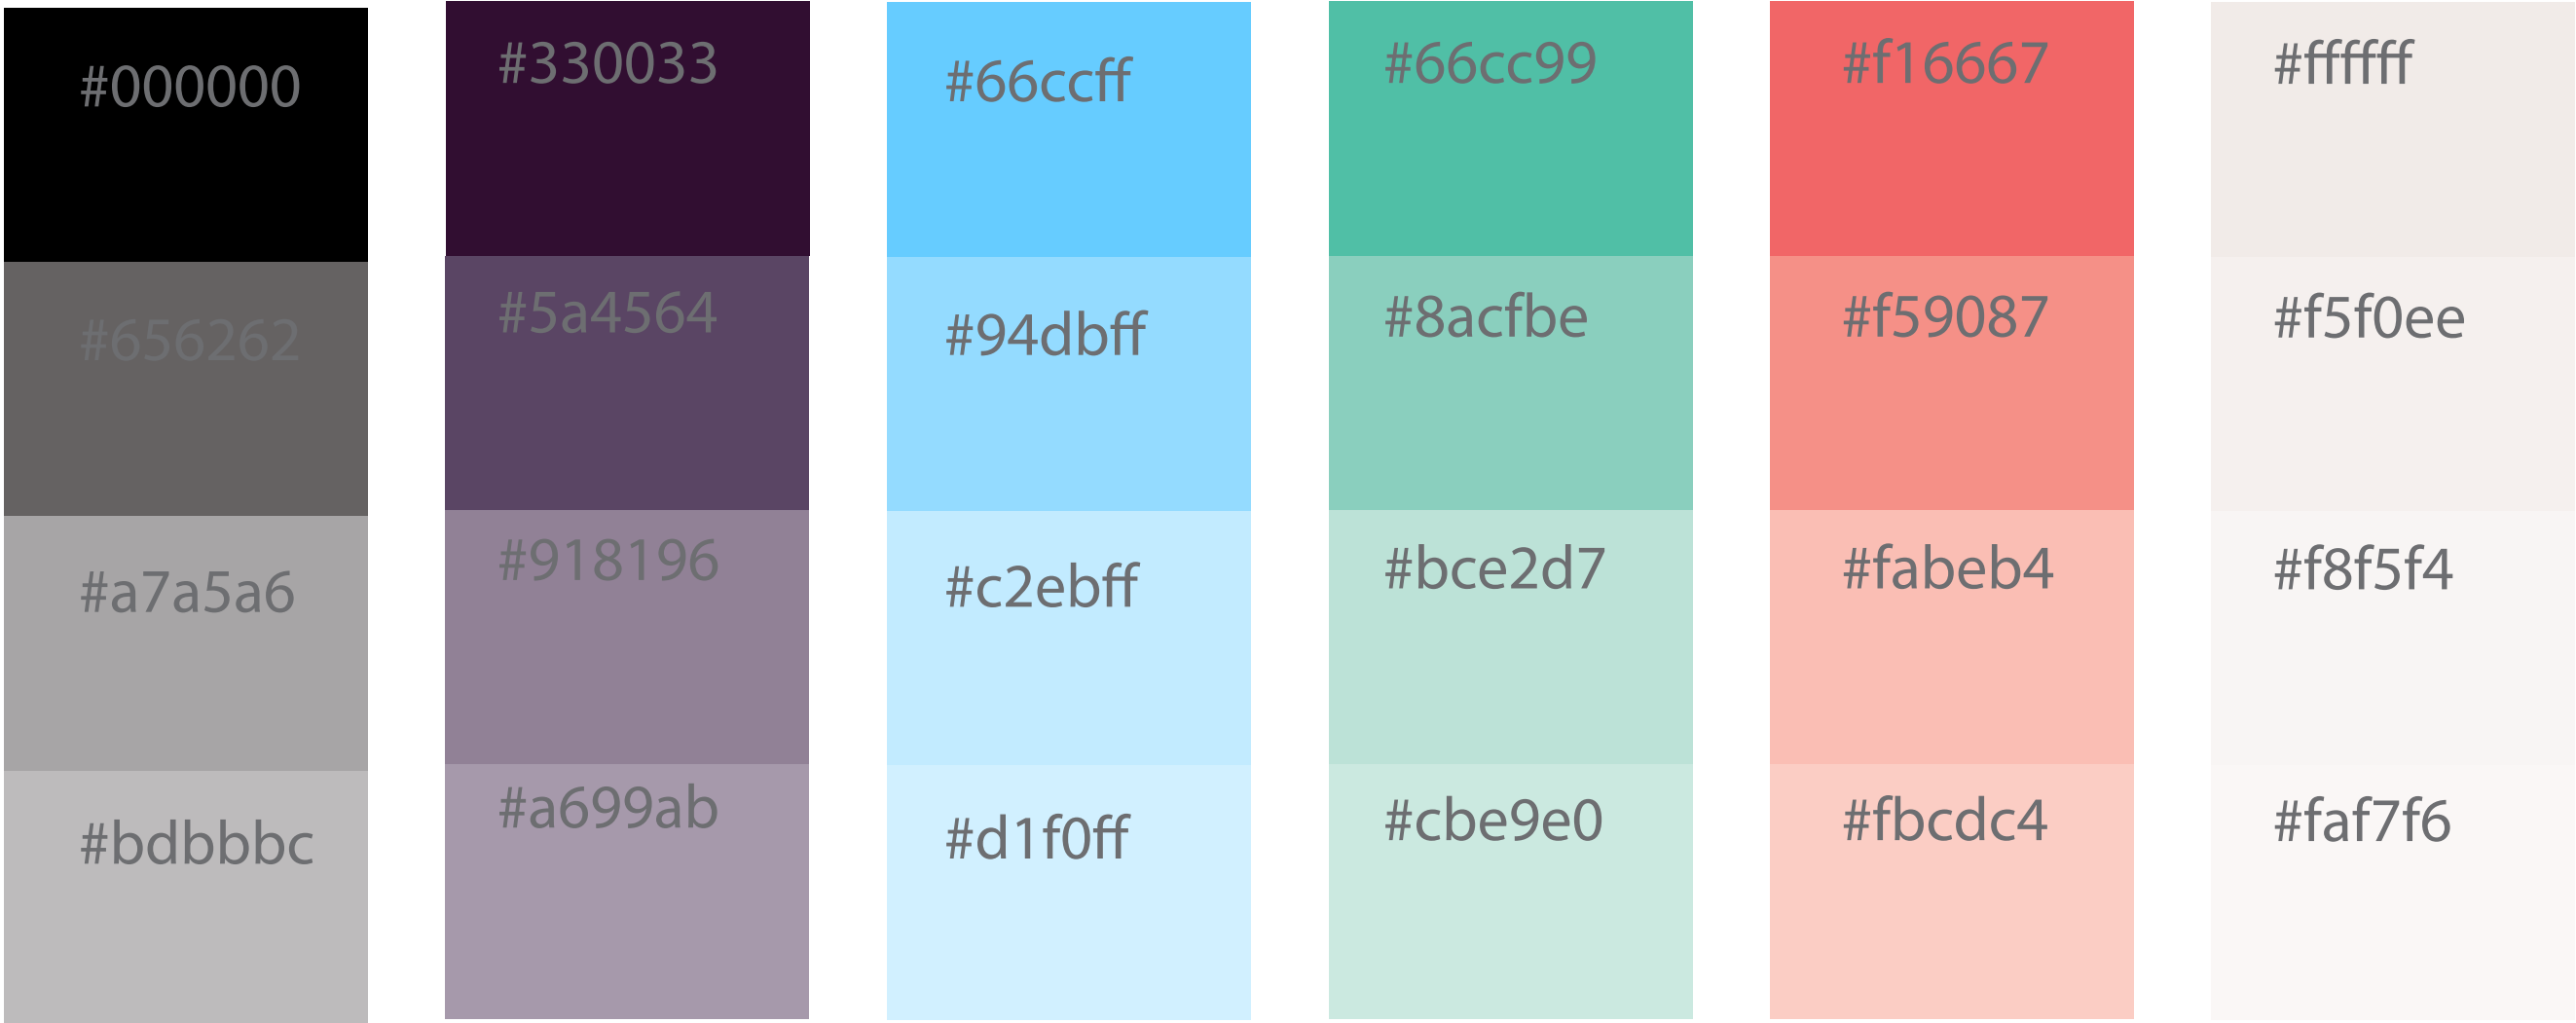 #000000
#656262
#a7a5a6
#bdbbbc
#330033
#5a4564
#918196
#a699ab
#66ccff
#94dbff
#c2ebff
#d1f0ff
#66cc99
#8acfbe
#bce2d7
#cbe9e0
#f16667
#f59087
#fabeb4
#fbcdc4
#ffffff
#f5f0ee
#f8f5f4
#faf7f6